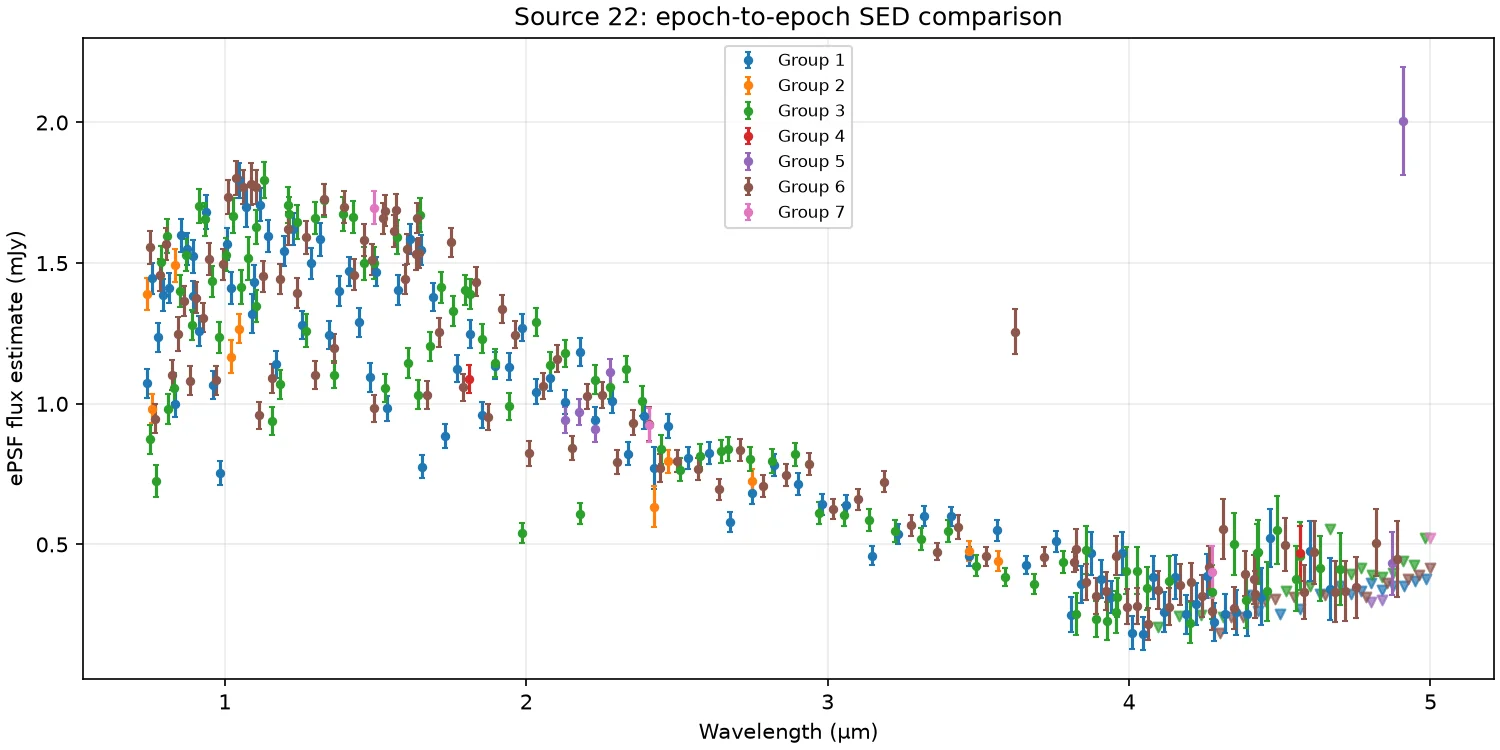 Source 22: epoch-to-epoch SED comparison
Group 1
Group 2
Group 3
Group 4
Group 5
Group 6
Group 7
ePSF flux estimate (mJy)
2.0
1.5
1.0
0.5
1 2 3 4 5
Wavelength (μm)